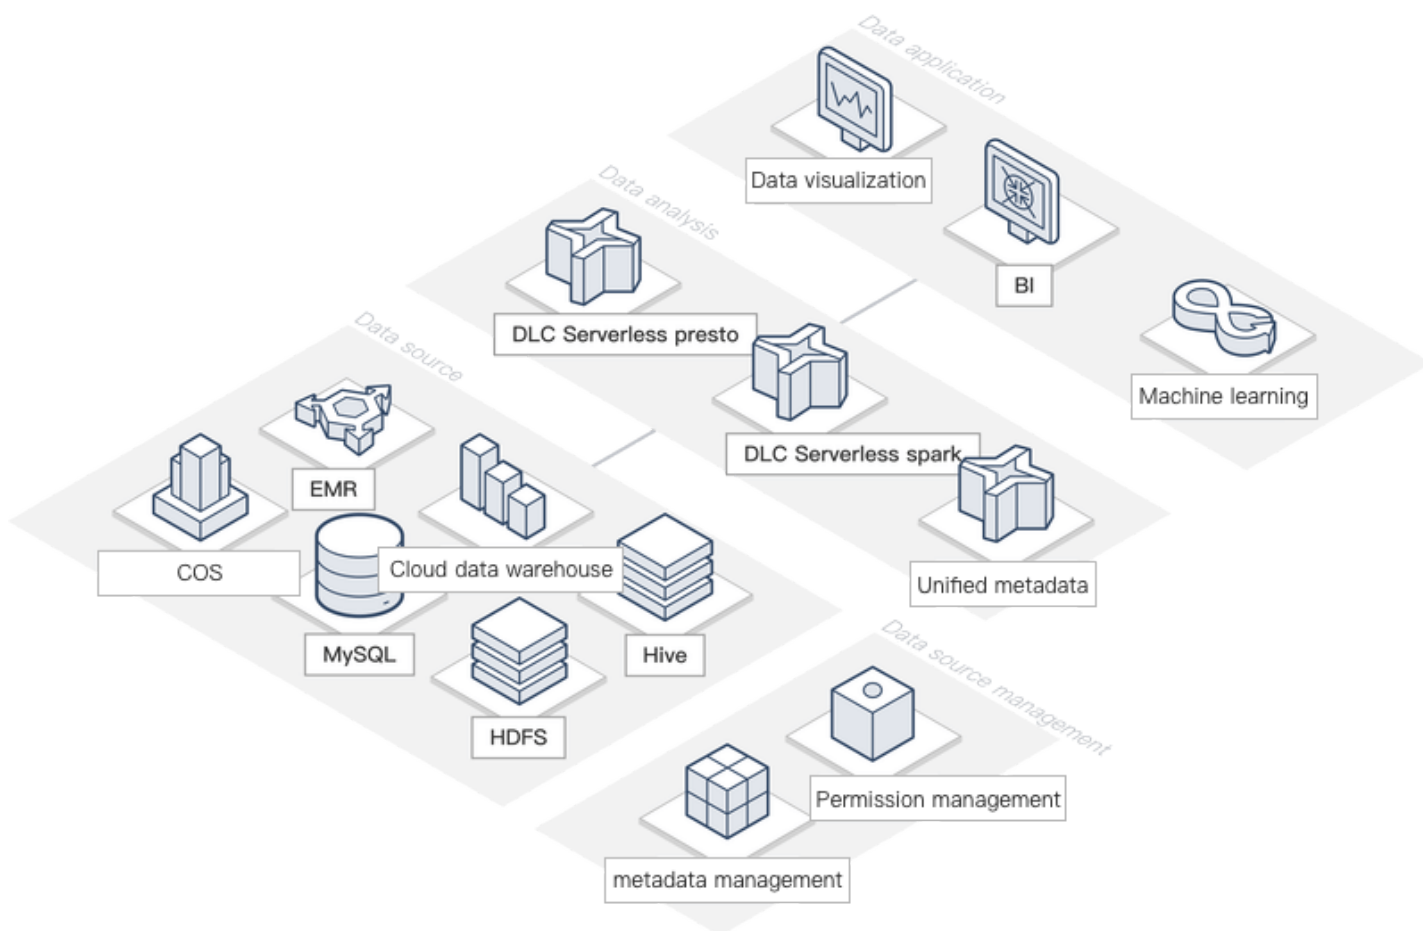 Data application
Data visualization
BI
Machine learning
Data analysis
DLC Serverless presto
DLC Serverless spark
Unified metadata
Data source
EMR
COS
Cloud data warehouse
MySQL
Hive
HDFS
Data source management
Permission management
metadata management